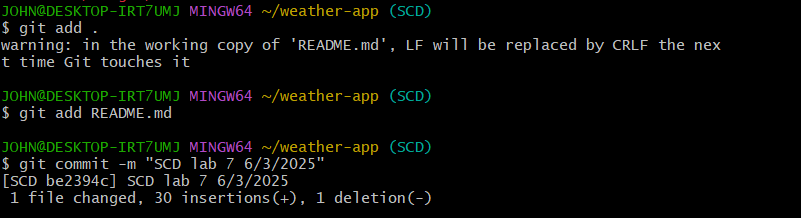 JOHN@DESKTOP-IRT7UMJ MINGW64 ~/weather-app (SCD)
$ git add .
warning: in the working copy of 'README.md', LF will be replaced by CRLF the nex
t time Git touches it
JOHN@DESKTOP-IRT7UMJ MINGW64 ~/weather-app (SCD)
$ git add README.md
JOHN@DESKTOP-IRT7UMJ MINGW64 ~/weather-app (SCD)
$ git commit -m "SCD lab 7 6/3/2025"
[SCD be2394c] SCD lab 7 6/3/2025
 1 file changed, 30 insertions(+), 1 deletion(-)